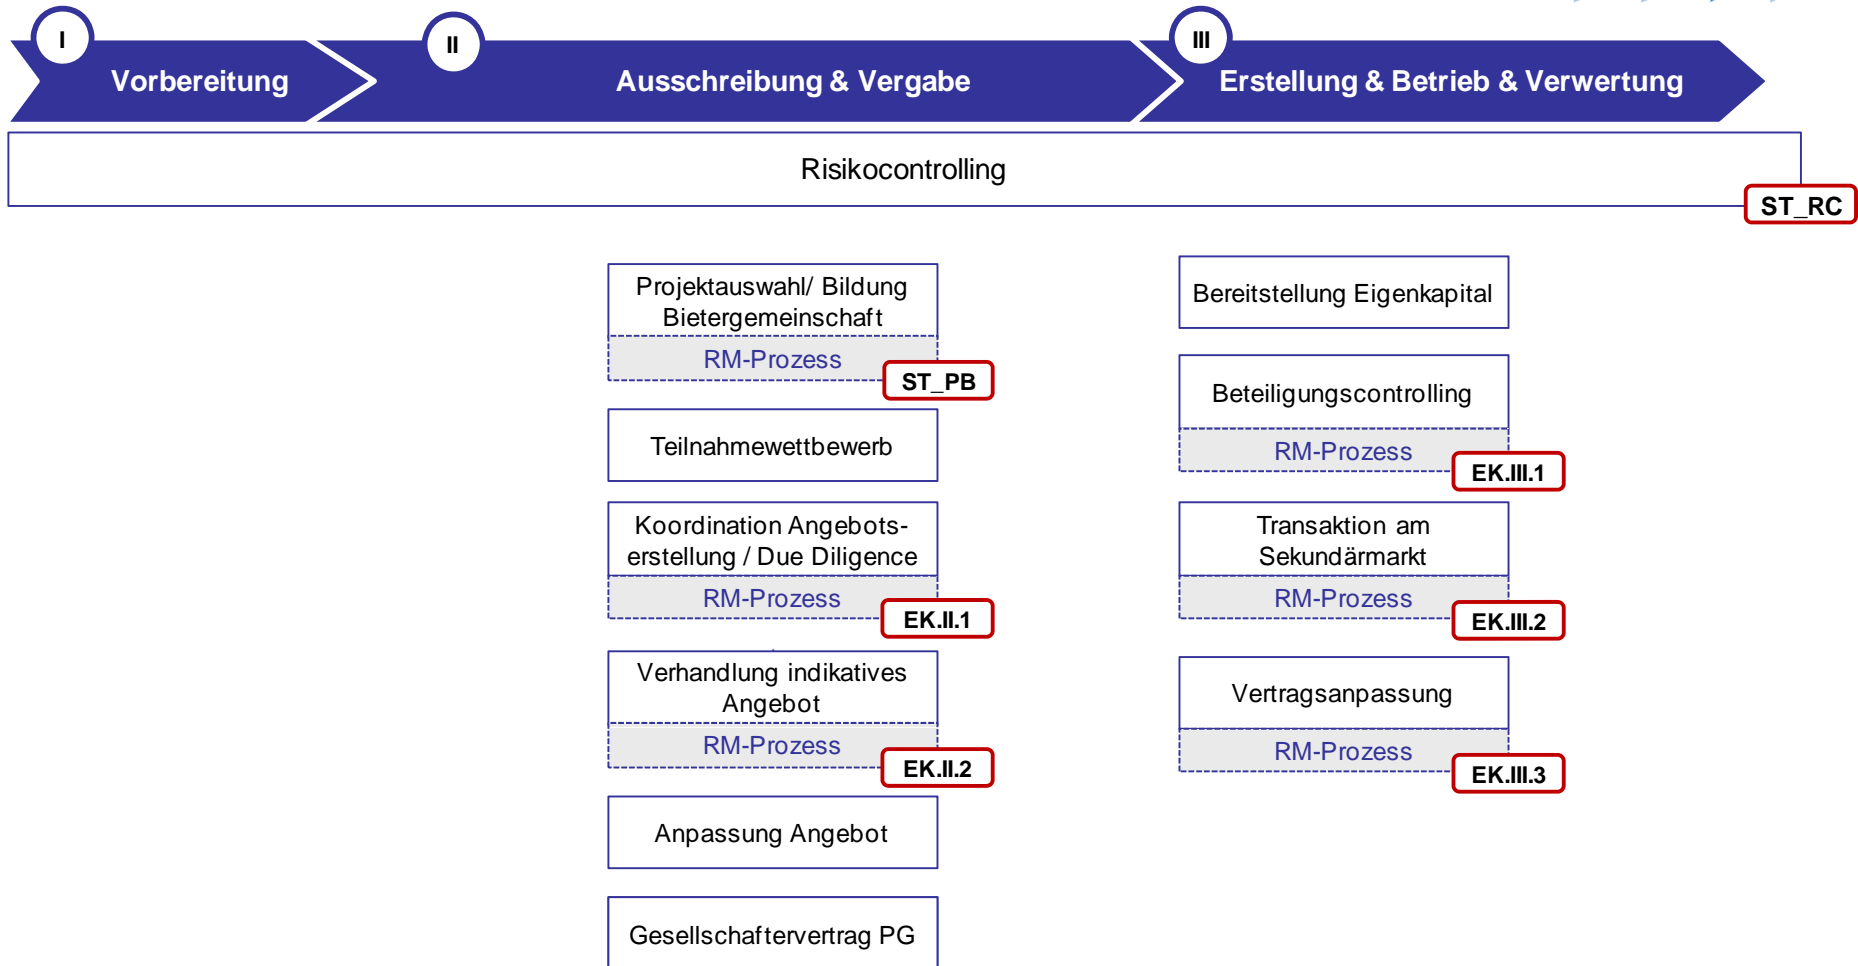 I
II
III
Vorbereitung
Ausschreibung & Vergabe
Erstellung & Betrieb & Verwertung
Risikocontrolling
ST_RC
Projektauswahl/ Bildung
Bietergemeinschaft
RM-Prozess
ST_PB
Teilnahmewettbewerb
Koordination Angebots-
erstellung / Due Diligence
RM-Prozess
EK.II.1
Verhandlung indikatives
Angebot
RM-Prozess
EK.II.2
Anpassung Angebot
Gesellschaftervertrag PG
Bereitstellung Eigenkapital
Beteiligungscontrolling
RM-Prozess
EK.III.1
Transaktion am
Sekundärmarkt
RM-Prozess
EK.III.2
Vertragsanpassung
RM-Prozess
EK.III.3